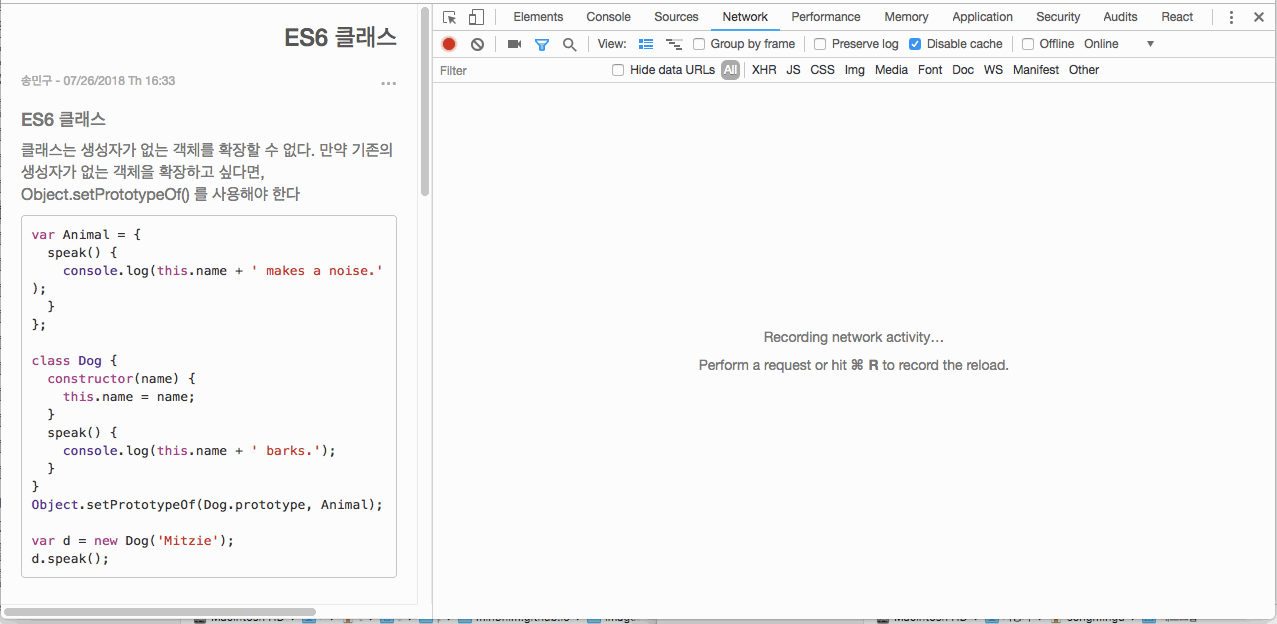 ES6 클래스
송민구 - 07/26/2018 Th 16:33
ES6 클래스
클래스는 생성자가 없는 객체를 확장할 수 없다. 만약 기존의
생성자가 없는 객체을 확장하고 싶다면,
Object.setPrototypeOf() 를 사용해야 한다
var Animal = {
  speak() {
    console.log(this.name + ' makes a noise.'
);
  }
};
class Dog {
  constructor(name) {
    this.name = name;
  }
  speak() {
    console.log(this.name + ' barks.');
  }
}
Object.setPrototypeOf(Dog.prototype, Animal);
var d = new Dog('Mitzie');
d.speak();
Elements Console Sources Network Performance Memory Application Security Audits React
View: Group by frame Preserve log Disable cache Offline Online
Filter Hide data URLs All XHR JS CSS Img Media Font Doc WS Manifest Other
Recording network activity…
Perform a request or hit ⌘ R to record the reload.